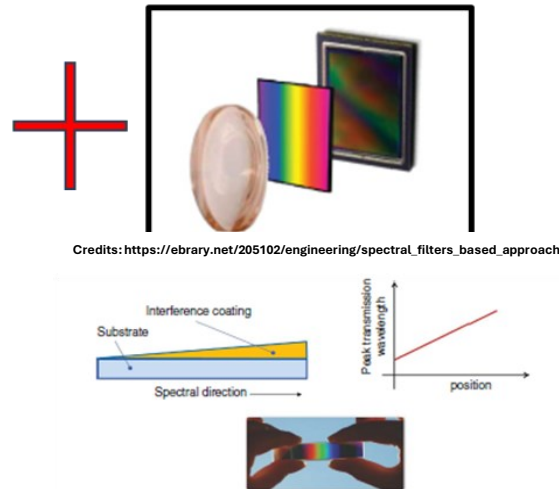 Credits: https://ebrary.net/205102/engineering/spectral_filters_based_approach
Interference coating
Substrate
Spectral direction
Peak transmission
wavelength
position